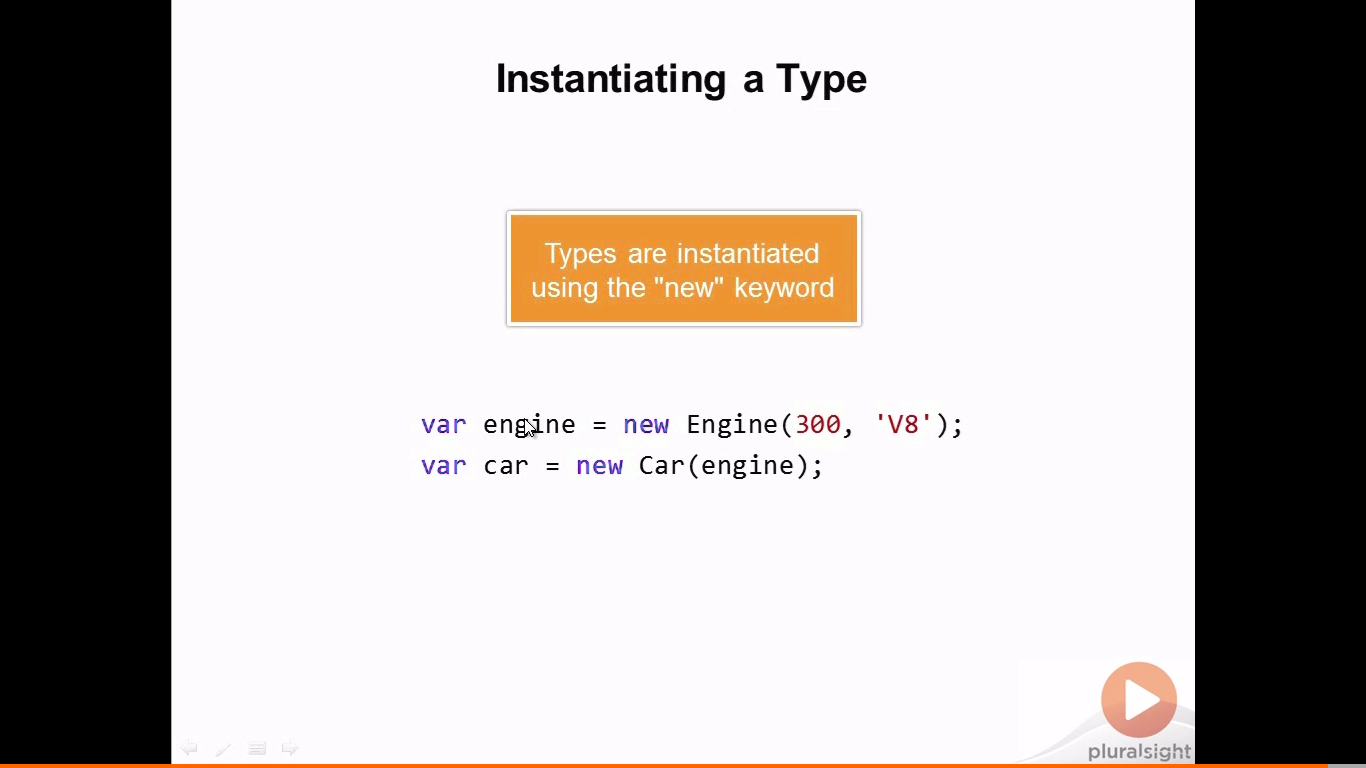 Instantiating a Type
Types are instantiated
using the "new" keyword
var engine = new Engine(300, 'V8');
var car = new Car(engine);
pluralsight